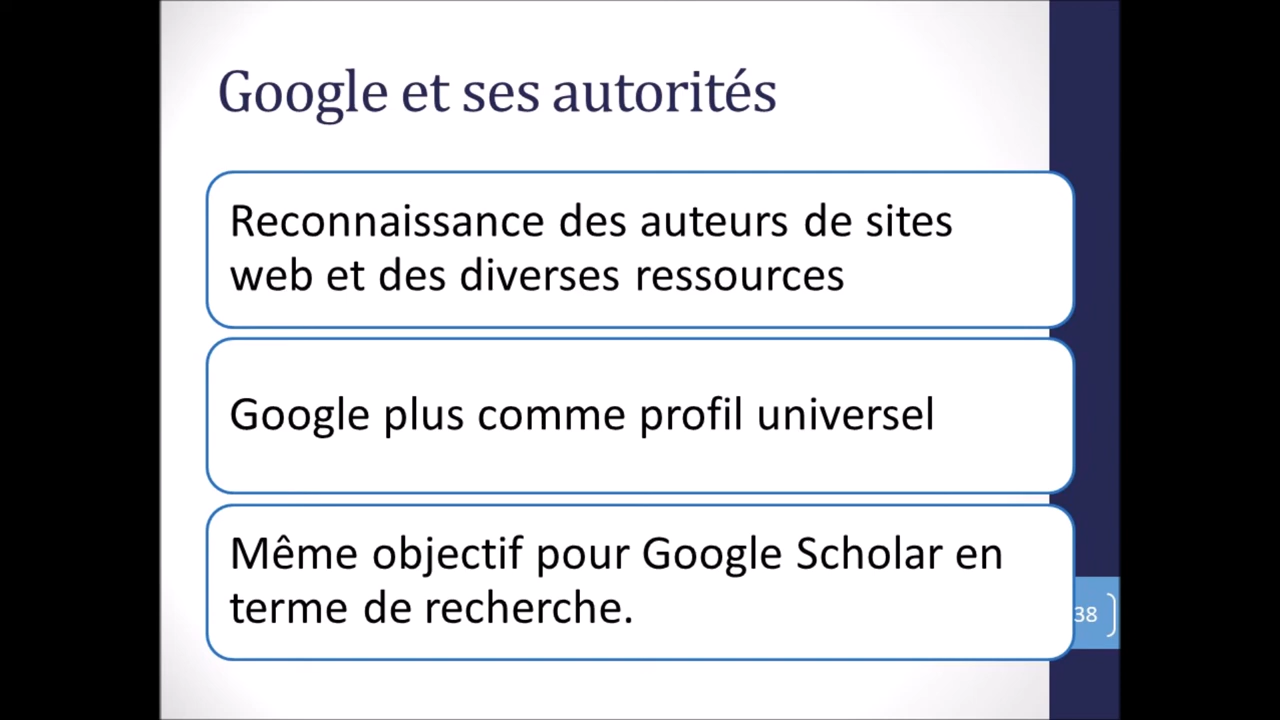 Google et ses autorités
Reconnaissance des auteurs de sites
web et des diverses ressources
Google plus comme profil universel
Même objectif pour Google Scholar en
terme de recherche.
38